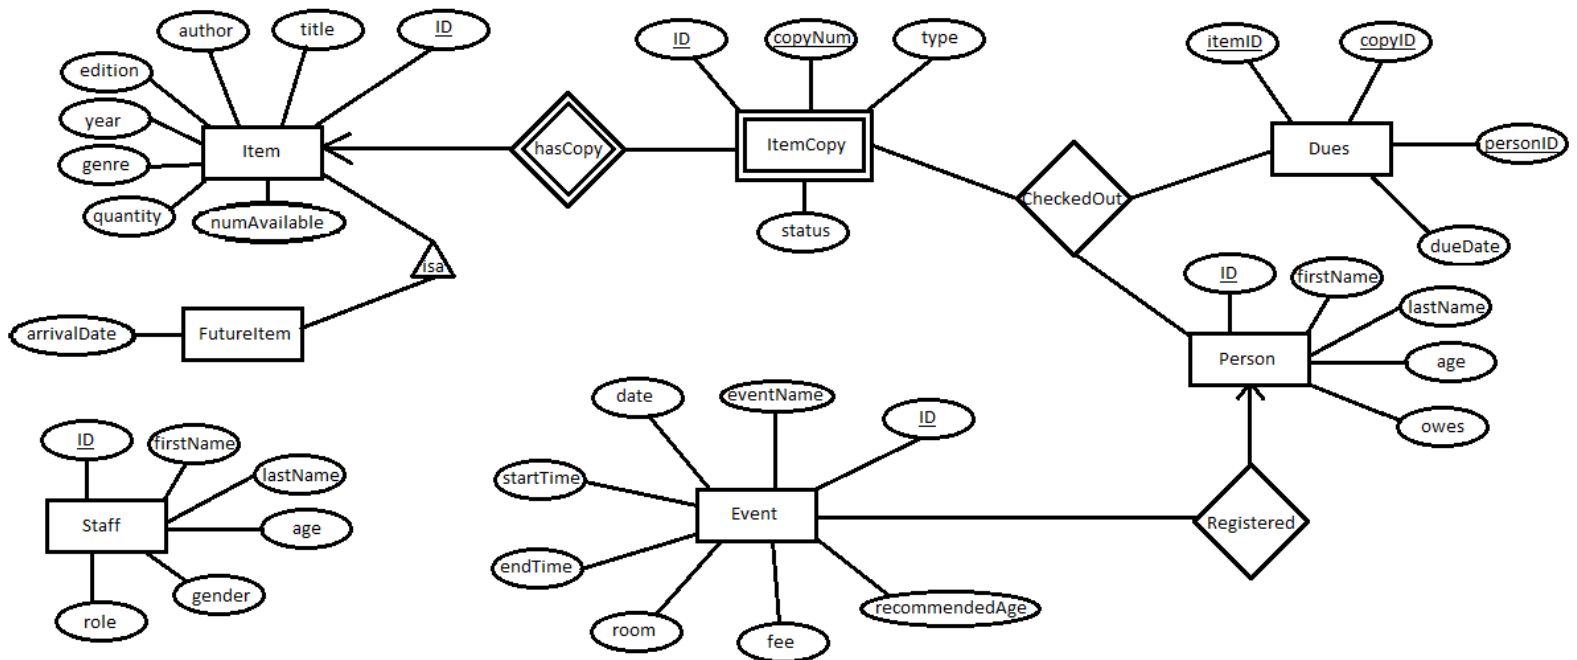 author
title
ID
edition
year
genre
quantity
numAvailable
Item
hasCopy
ID
copyNum
type
ItemCopy
status
itemID
copyID
Dues
personID
dueDate
CheckedOut
isa
arrivalDate
FutureItem
ID
firstName
lastName
Person
age
owes
ID
firstName
lastName
Staff
age
gender
role
date
eventName
ID
startTime
Event
Registered
endTime
recommendedAge
room
fee